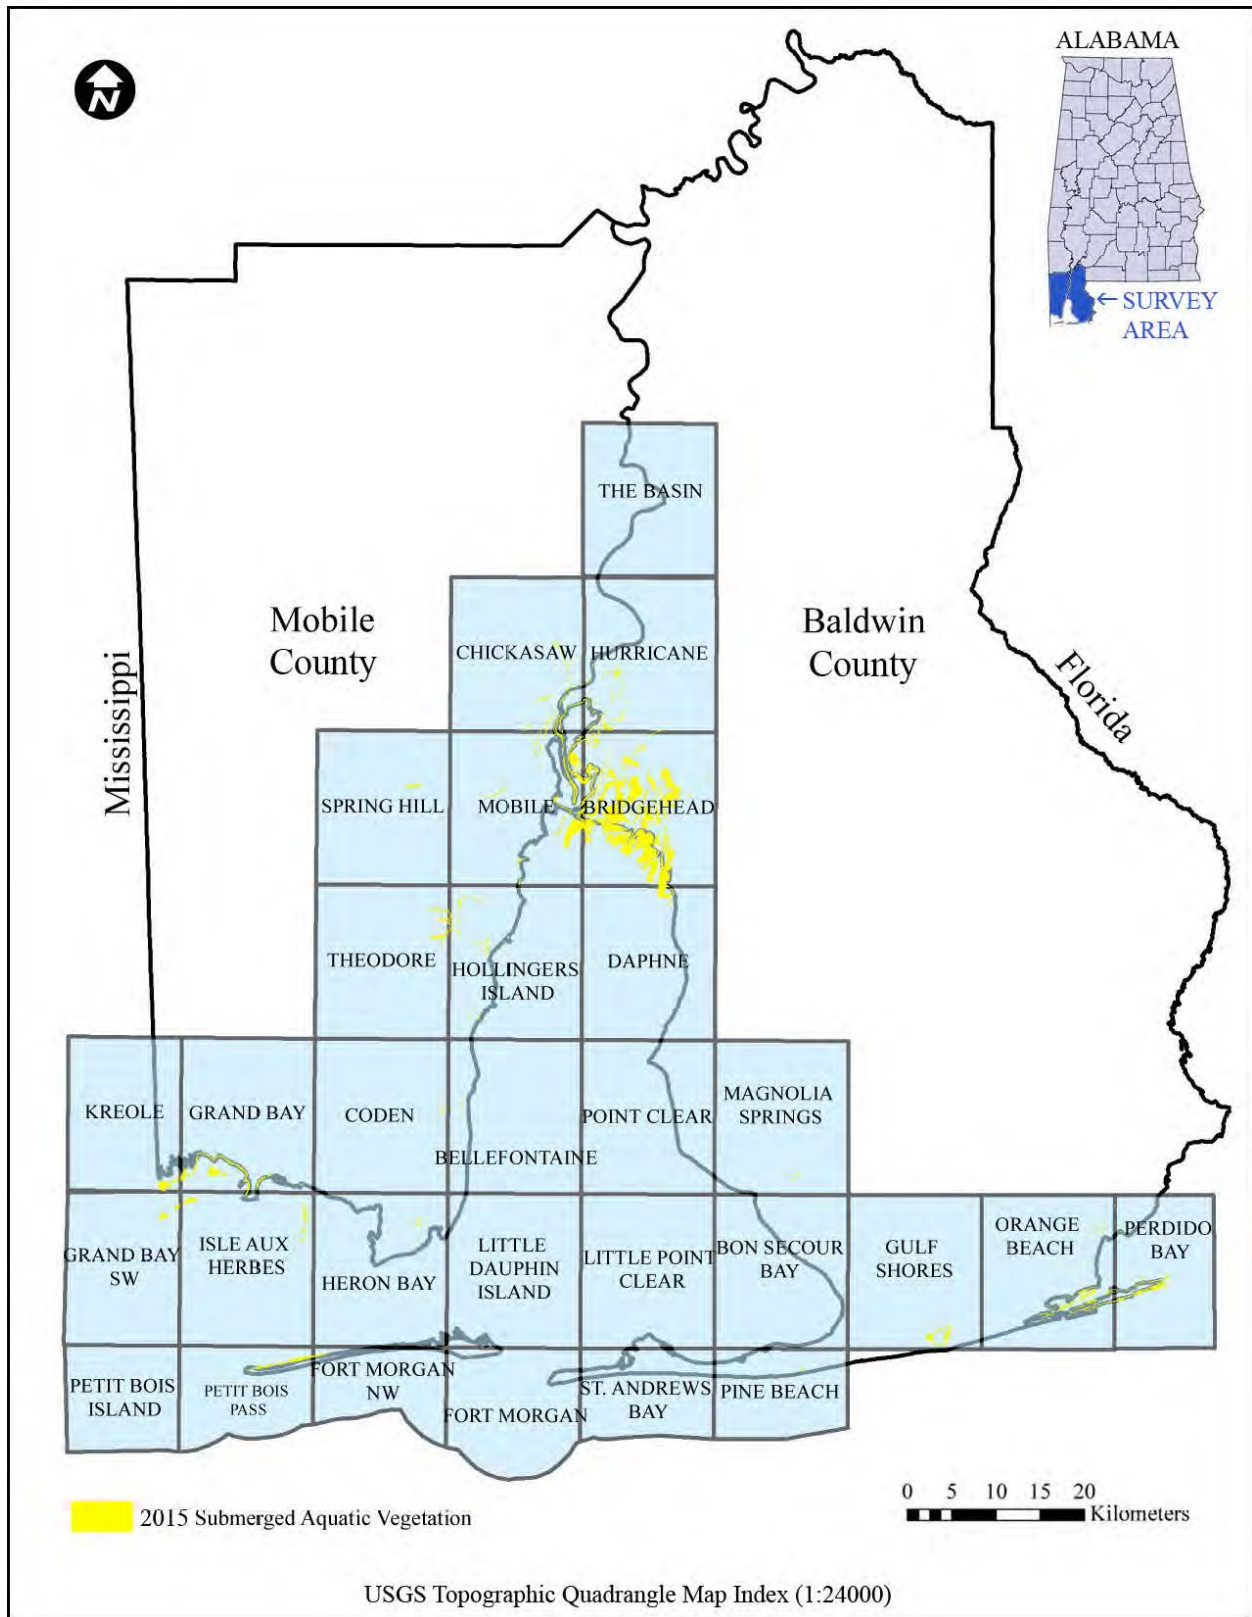 N
ALABAMA
← SURVEY
AREA
THE BASIN
Mobile
County
Baldwin
County
Mississippi
Florida
CHICKASAW
HURRICANE
SPRING HILL
MOBILE
BRIDGEHEAD
THEODORE
HOLLINGERS
ISLAND
DAPHNE
KREOLE
GRAND BAY
CODEN
BELLEFONTAINE
POINT CLEAR
MAGNOLIA
SPRINGS
GRAND BAY
SW
ISLE AUX
HERBES
HERON BAY
LITTLE
DAUPHIN
ISLAND
LITTLE POINT
CLEAR
BON SECOUR
BAY
GULF
SHORES
ORANGE
BEACH
PERDIDO
BAY
PETIT BOIS
ISLAND
PETIT BOIS
PASS
FORT MORGAN
NW
FORT MORGAN
ST. ANDREWS
BAY
PINE BEACH
2015 Submerged Aquatic Vegetation
0 5 10 15 20
Kilometers
USGS Topographic Quadrangle Map Index (1:24000)